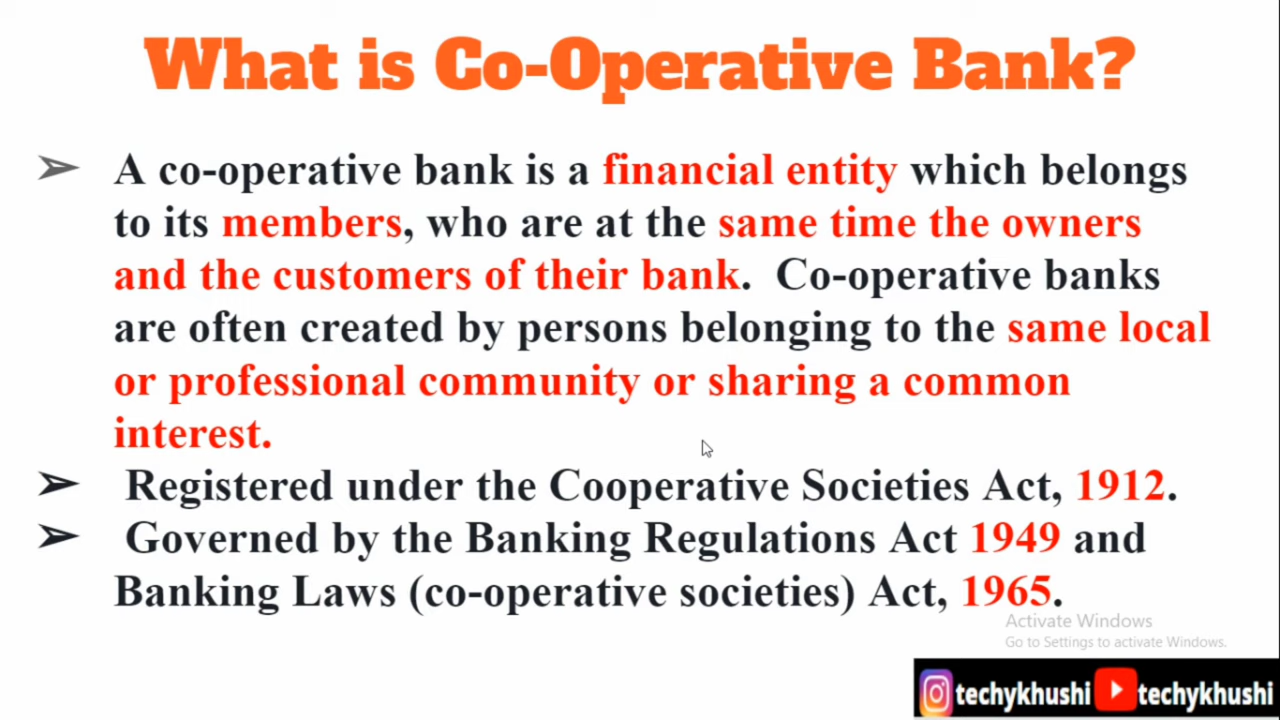 What is Co-Operative Bank?
➢ A co-operative bank is a financial entity which belongs
to its members, who are at the same time the owners
and the customers of their bank. Co-operative banks
are often created by persons belonging to the same local
or professional community or sharing a common
interest.
➢ Registered under the Cooperative Societies Act, 1912.
➢ Governed by the Banking Regulations Act 1949 and
Banking Laws (co-operative societies) Act, 1965.
Activate Windows
Go to Settings to activate Windows.
techykhushi techykhushi